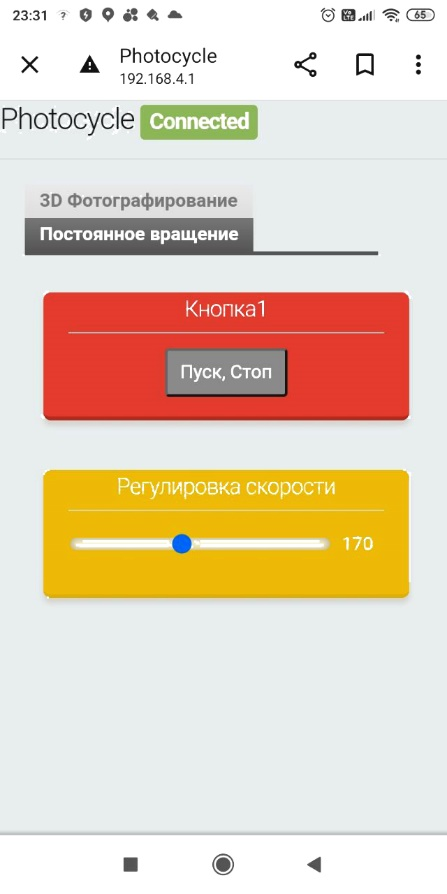 23:31
65
Photocycle
192.168.4.1
Photocycle Connected
3D Фотографирование
Постоянное вращение
Кнопка1
Пуск, Стоп
Регулировка скорости
170